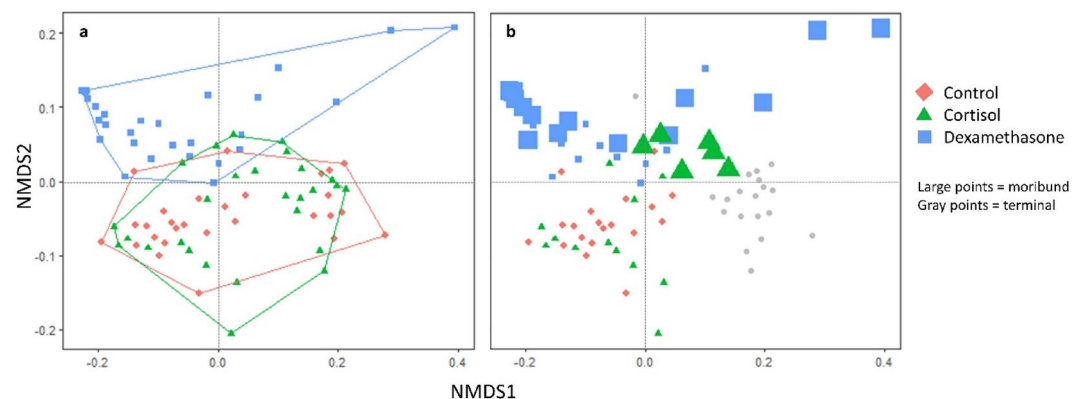 a
b
0.2
0.1
0.0
-0.1
-0.2
NMDS2
-0.2 0.0 0.2 0.4
-0.2 0.0 0.2 0.4
NMDS1
Control
Cortisol
Dexamethasone
Large points = moribund
Gray points = terminal